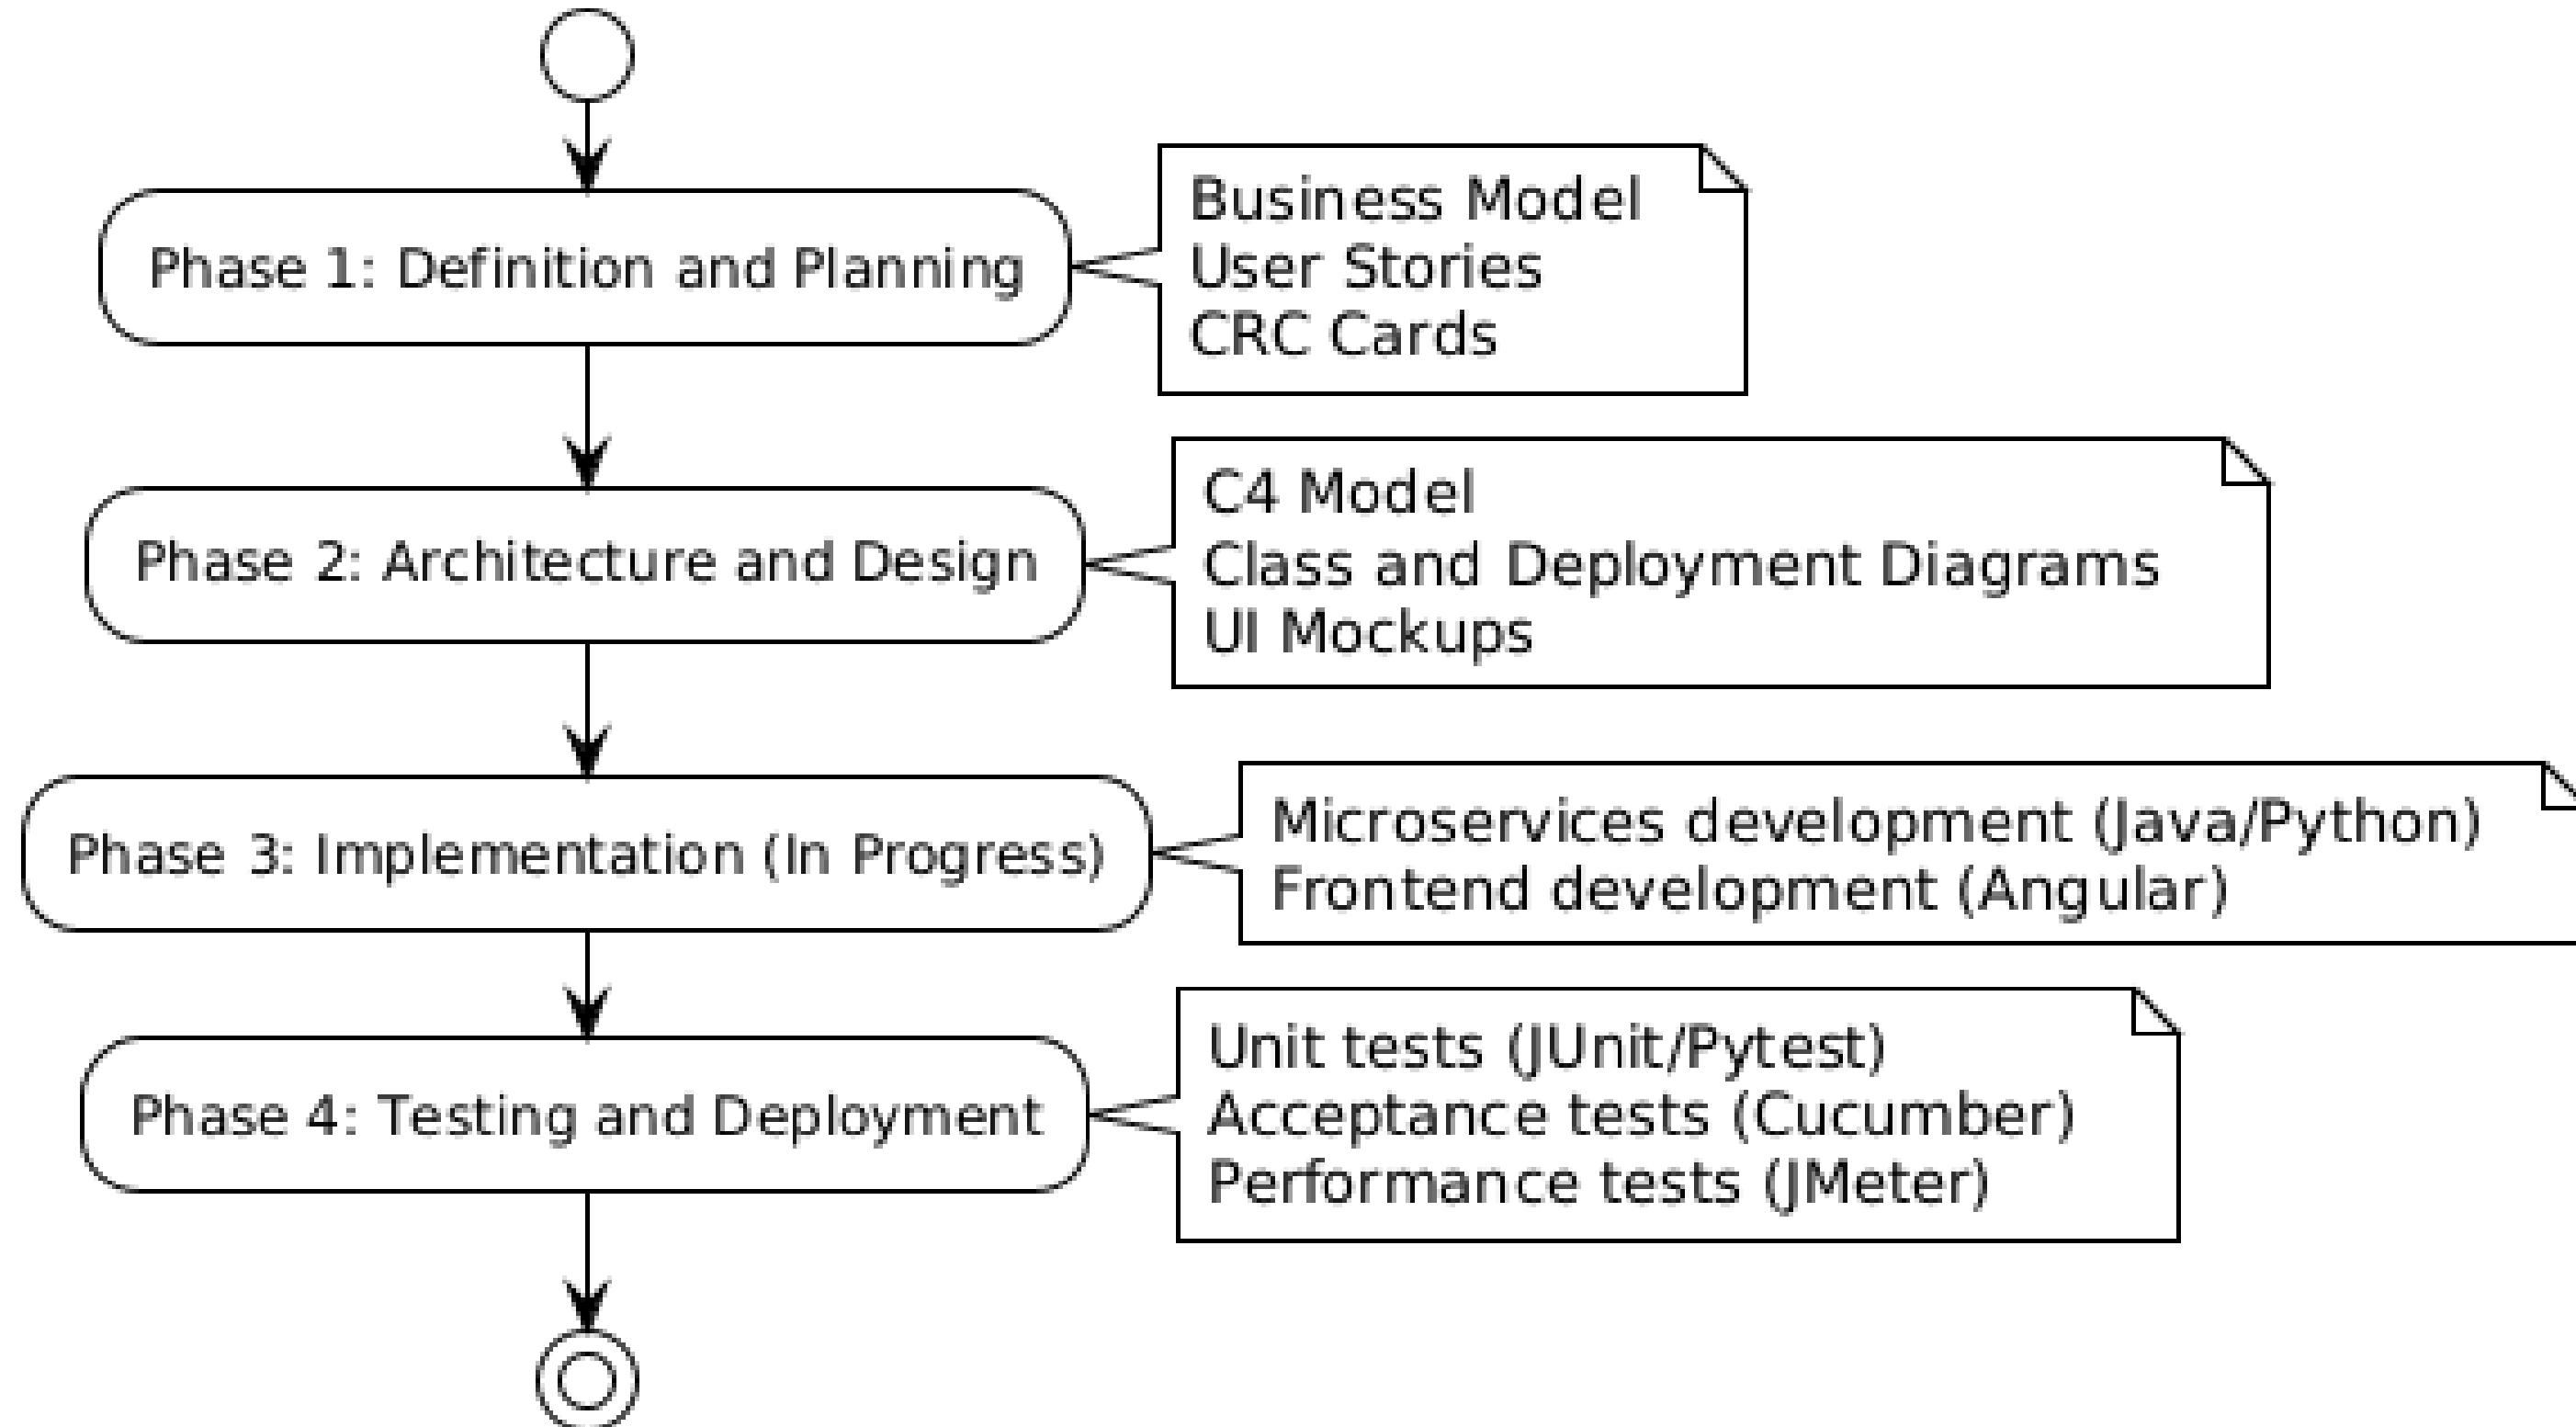 Phase 1: Definition and Planning
Business Model
User Stories
CRC Cards
Phase 2: Architecture and Design
C4 Model
Class and Deployment Diagrams
UI Mockups
Phase 3: Implementation (In Progress)
Microservices development (Java/Python)
Frontend development (Angular)
Phase 4: Testing and Deployment
Unit tests (JUnit/Pytest)
Acceptance tests (Cucumber)
Performance tests (JMeter)